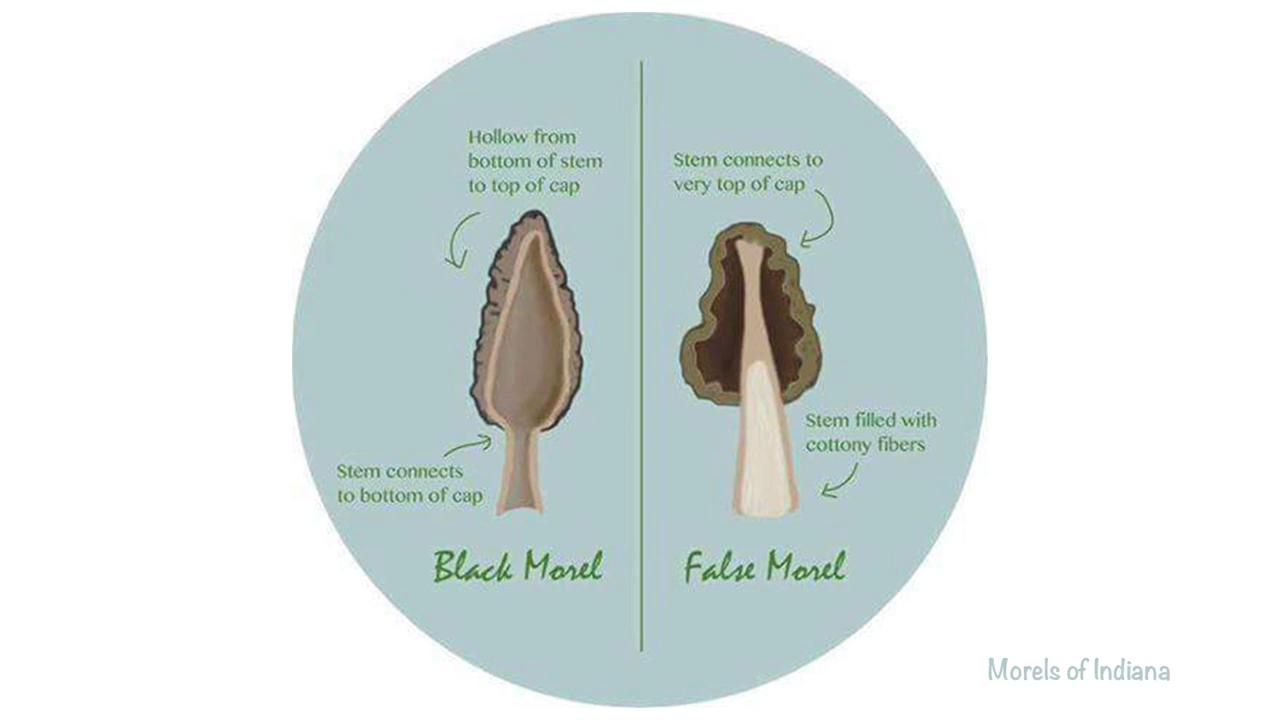 Hollow from
bottom of stem
to top of cap
Stem connects
to bottom of cap
Black Morel
Stem connects to
very top of cap
Stem filled with
cottony fibers
False Morel
Morels of Indiana